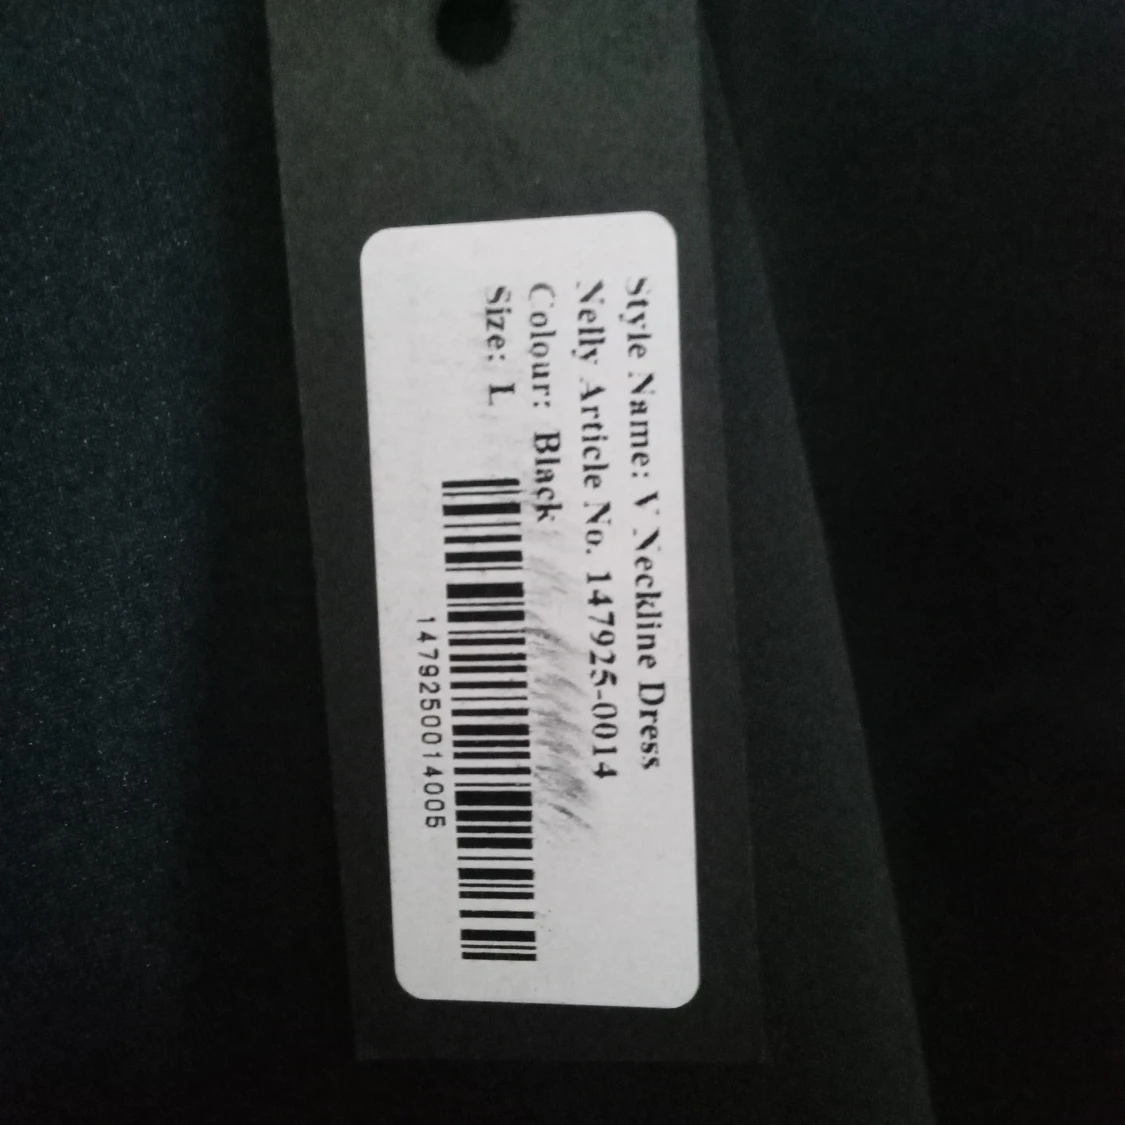 Style Name: V Neckline Dress
Nelly Article No. 147925-0014
Colour: Black
Size: L
1479250014005